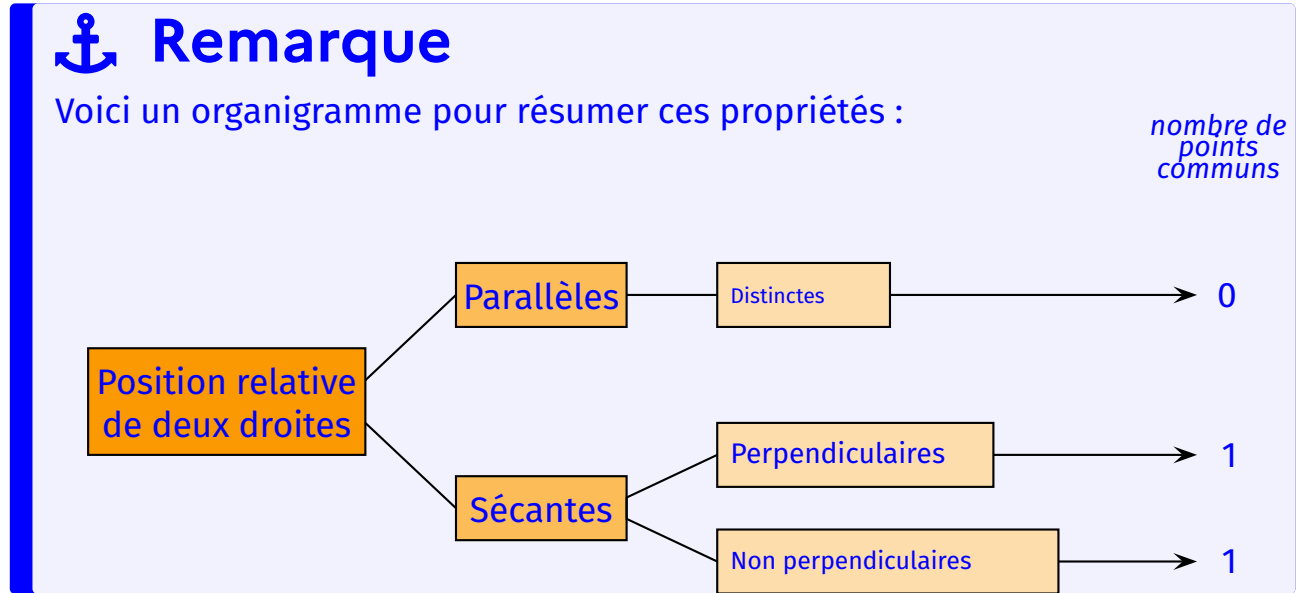 Remarque
Voici un organigramme pour résumer ces propriétés :
nombre de
points
communs
Parallèles
Distinctes
0
Position relative
de deux droites
Perpendiculaires
1
Sécantes
Non perpendiculaires
1